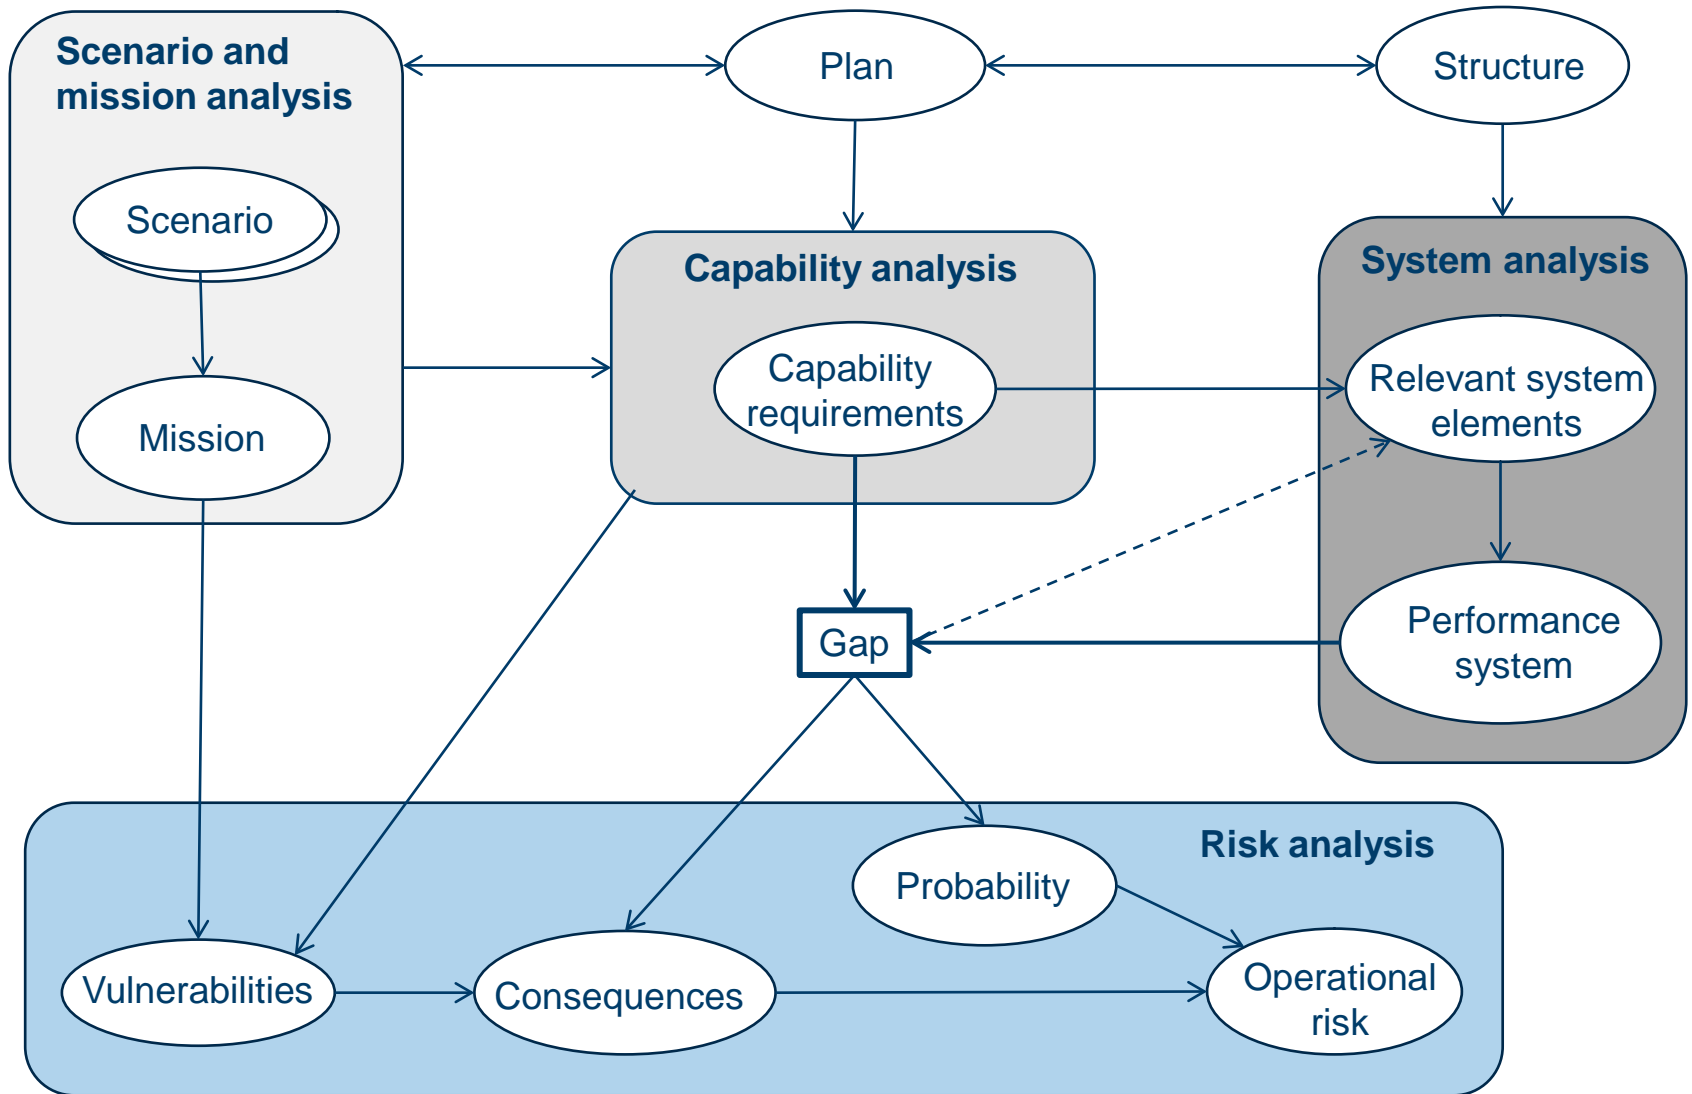 Scenario and
mission analysis
Plan
Structure
Scenario
Mission
Capability analysis
Capability
requirements
System analysis
Relevant system
elements
Performance
system
Gap
Risk analysis
Probability
Vulnerabilities
Consequences
Operational
risk